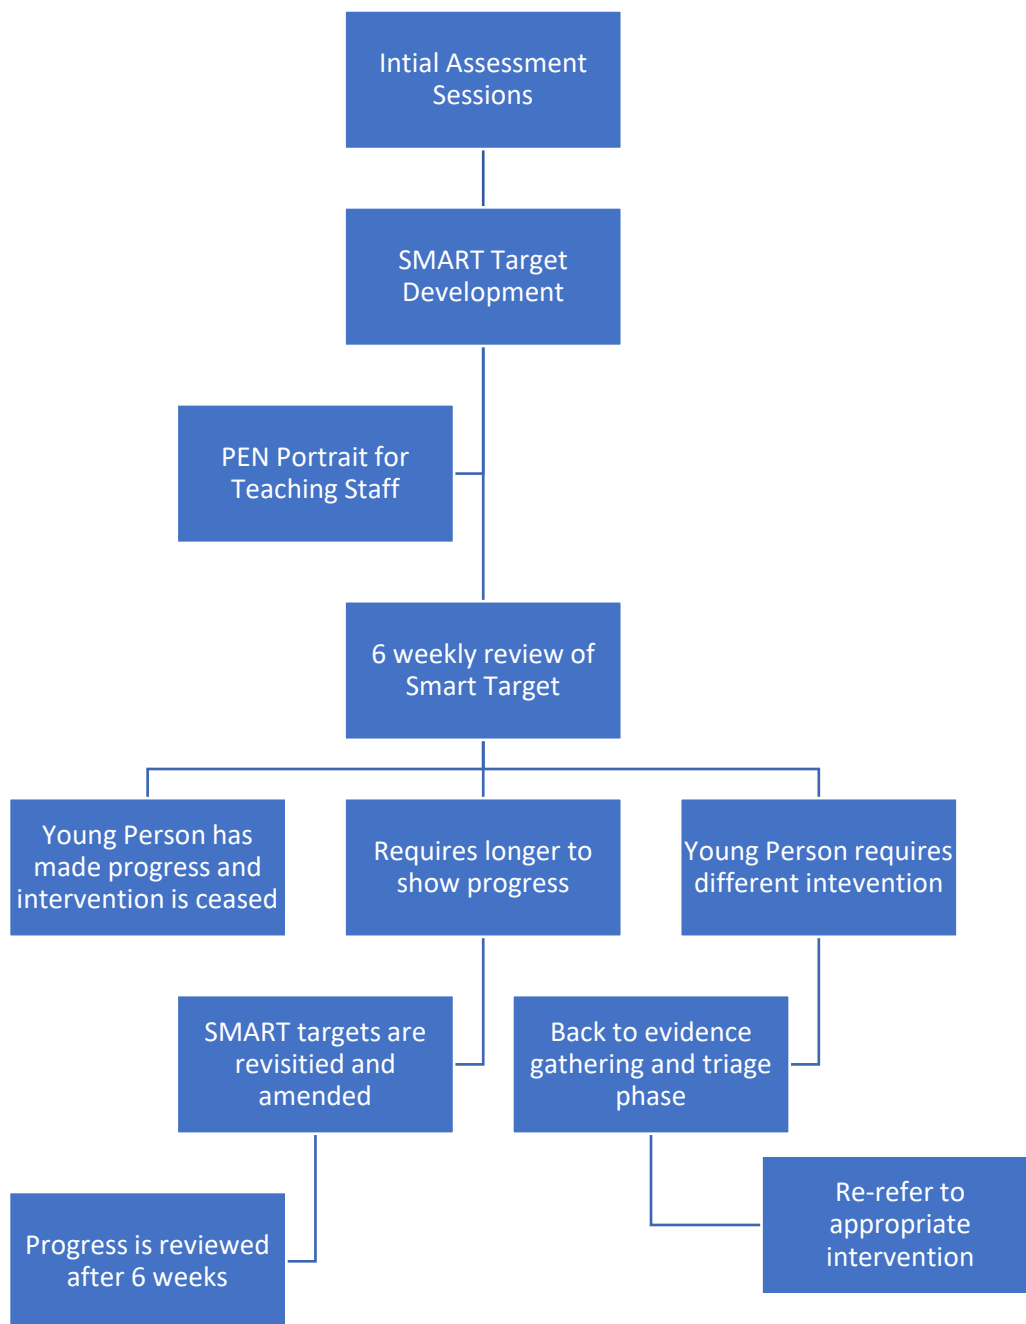 Intial Assessment
Sessions
SMART Target
Development
PEN Portrait for
Teaching Staff
6 weekly review of
Smart Target
Young Person has
made progress and
intervention is ceased
Requires longer to
show progress
Young Person requires
different intevention
SMART targets are
revisitied and
amended
Back to evidence
gathering and triage
phase
Progress is reviewed
after 6 weeks
Re-refer to
appropriate
intervention